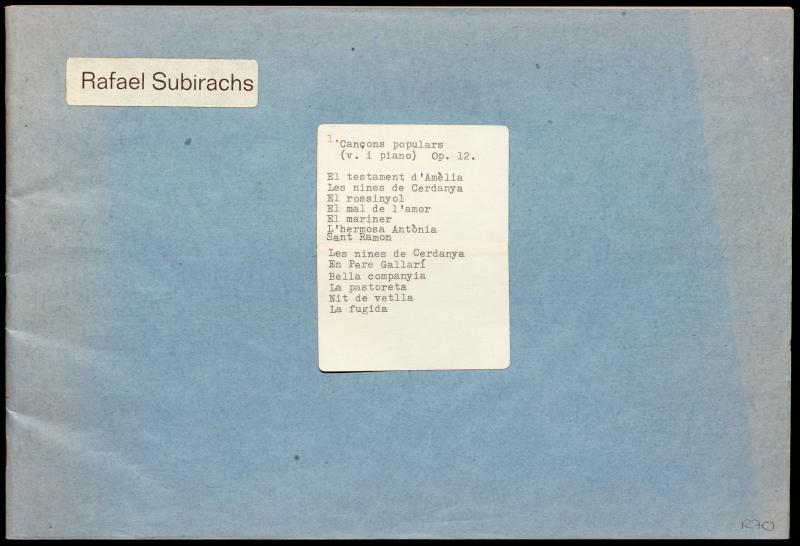 Rafael Subirachs
1. Cançons populars
(v. i piano) Op. 12.
El testament d'Amèlia
Les nines de Cerdanya
El rossinyol
El mal de l'amor
El mariner
L'hermosa Antònia
Sant Ramon
Les nines de Cerdanya
En Pere Gallarí
Bella companyia
La pastoreta
Nit de vetlla
La fugida
R70